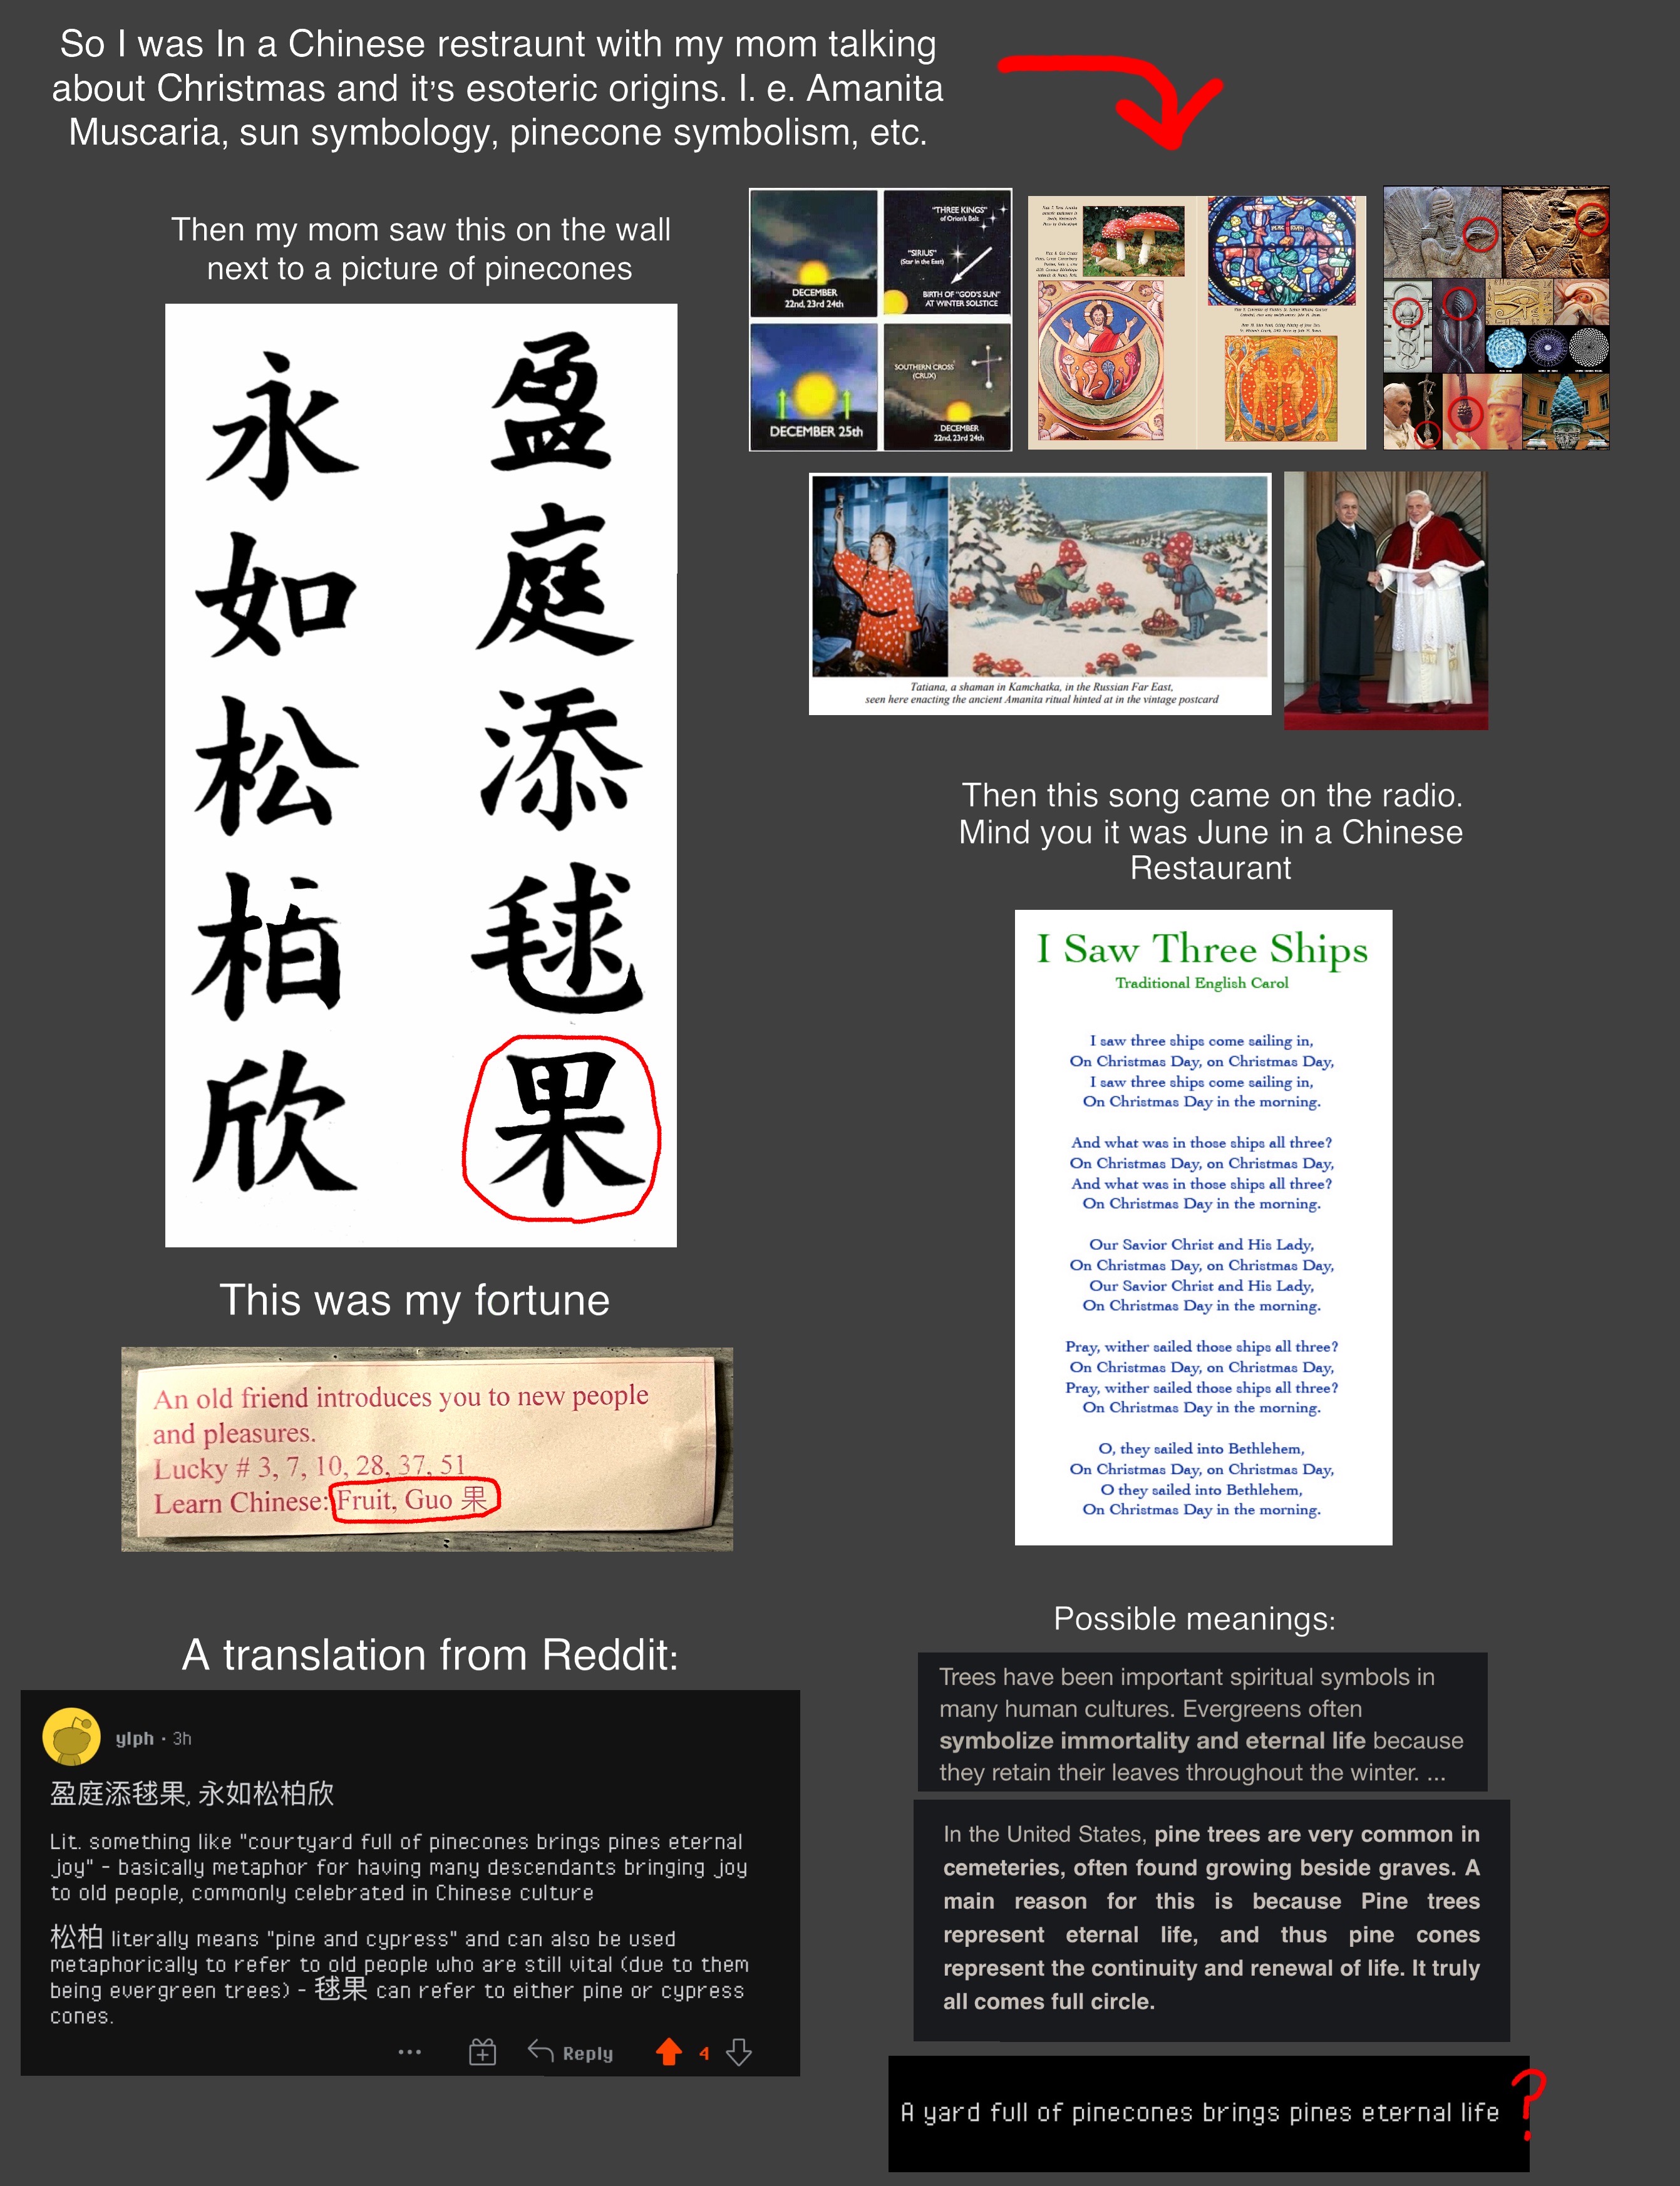 So I was In a Chinese restraunt with my mom talking
about Christmas and it's esoteric origins. I. e. Amanita
Muscaria, sun symbology, pinecone symbolism, etc.
Then my mom saw this on the wall
next to a picture of pinecones
盈庭添毬果
永如松柏欣
DECEMBER
22nd, 23rd 24th
"THREE KINGS"
of Orion's Belt
"SIRIUS"
(Star in the East)
BIRTH OF "GOD'S SUN"
AT WINTER SOLSTICE
DECEMBER 25th
SOUTHERN CROSS
(CRUX)
DECEMBER
22nd, 23rd 24th
Tatiana, a shaman in Kamchatka, in the Russian Far East,
seen here enacting the ancient Amanita ritual hinted at in the vintage postcard
Then this song came on the radio.
Mind you it was June in a Chinese
Restaurant
I Saw Three Ships
Traditional English Carol
I saw three ships come sailing in,
On Christmas Day, on Christmas Day,
I saw three ships come sailing in,
On Christmas Day in the morning.
And what was in those ships all three?
On Christmas Day, on Christmas Day,
And what was in those ships all three?
On Christmas Day in the morning.
Our Savior Christ and His Lady,
On Christmas Day, on Christmas Day,
Our Savior Christ and His Lady,
On Christmas Day in the morning.
Pray, wither sailed those ships all three?
On Christmas Day, on Christmas Day,
Pray, wither sailed those ships all three?
On Christmas Day in the morning.
O, they sailed into Bethlehem,
On Christmas Day, on Christmas Day,
O they sailed into Bethlehem,
On Christmas Day in the morning.
This was my fortune
An old friend introduces you to new people
and pleasures.
Lucky # 3, 7, 10, 28, 37, 51
Learn Chinese: Fruit, Guo 果
A translation from Reddit:
ylph · 3h
盈庭添毬果, 永如松柏欣
Lit. something like "courtyard full of pinecones brings pines eternal
joy" - basically metaphor for having many descendants bringing joy
to old people, commonly celebrated in Chinese culture
松柏 literally means "pine and cypress" and can also be used
metaphorically to refer to old people who are still vital (due to them
being evergreen trees) - 毬果 can refer to either pine or cypress
cones.
Reply
4
Possible meanings:
Trees have been important spiritual symbols in
many human cultures. Evergreens often
symbolize immortality and eternal life because
they retain their leaves throughout the winter. ...
In the United States, pine trees are very common in
cemeteries, often found growing beside graves. A
main reason for this is because Pine trees
represent eternal life, and thus pine cones
represent the continuity and renewal of life. It truly
all comes full circle.
A yard full of pinecones brings pines eternal life ?